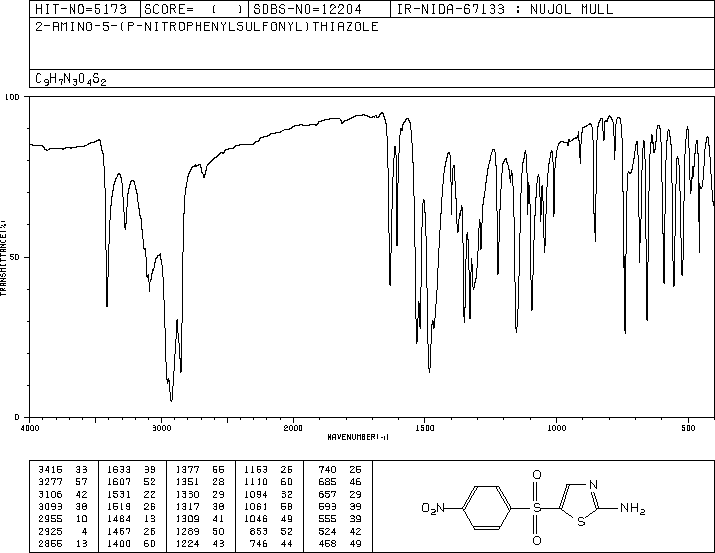 HIT-NO=5173 SCORE= ( ) SDBS-NO=12204 IR-NIDA-67133 : NUJOL MULL
2-AMINO-5-(P-NITROPHENYLSULFONYL)THIAZOLE
C9H7N3O4S2
100
TRANSMITTANCE(%)
50
0
4000 3000 2000 1500 1000 500
WAVENUMBER(-1)
3415 33 1633 39 1377 55 1153 25 740 25
3277 57 1607 52 1351 28 1110 60 685 46
3106 42 1531 22 1330 29 1094 32 657 29
3093 38 1519 26 1317 38 1061 58 593 39
2955 10 1484 13 1309 41 1046 49 555 39
2925 4 1467 26 1289 50 853 52 524 42
2855 13 1400 60 1224 43 746 44 458 49
O
N
NO2 S NH2
S
O